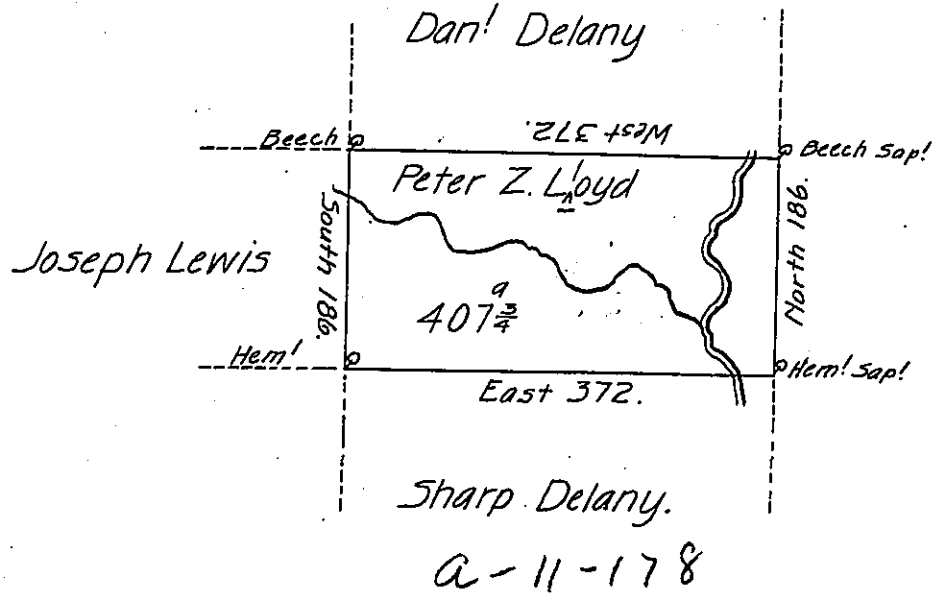 Dan! Delany
Beech
West 372.
Beech Sap!
Peter Z. Lloyd
South 186.
North 186.
Joseph Lewis
a
407 3/4
Hem!
Hem! Sap!
East 372.
Sharp Delany.
a-11-178